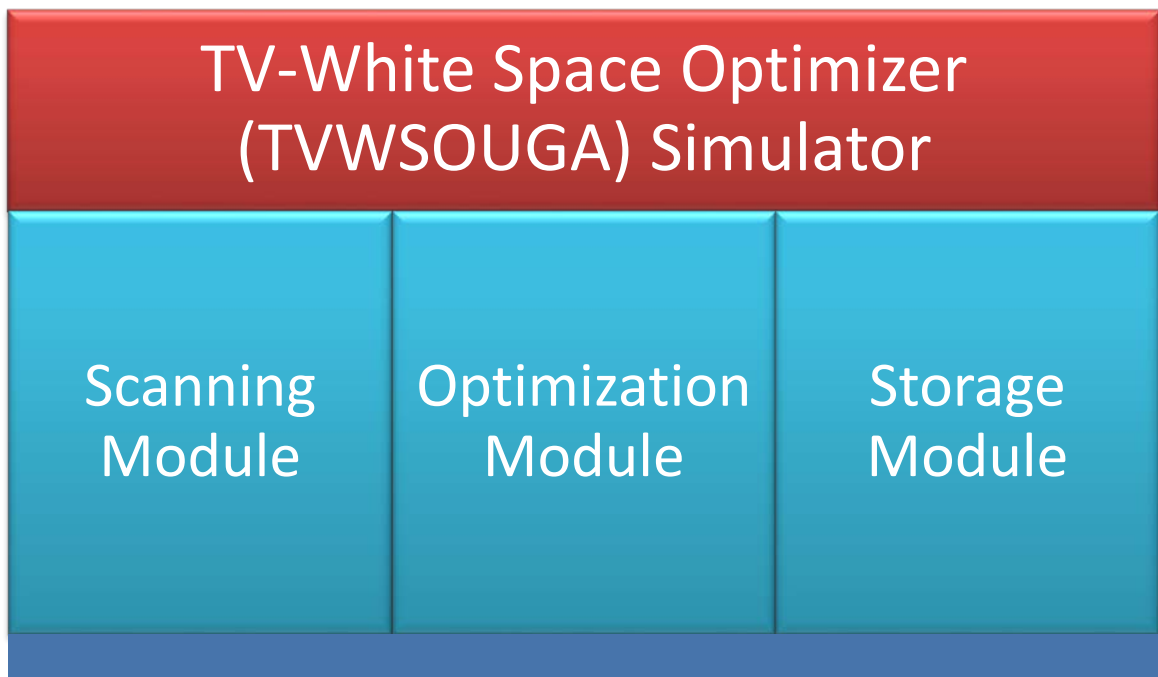 TV-White Space Optimizer
(TVWSOUGA) Simulator
Scanning
Module
Optimization
Module
Storage
Module